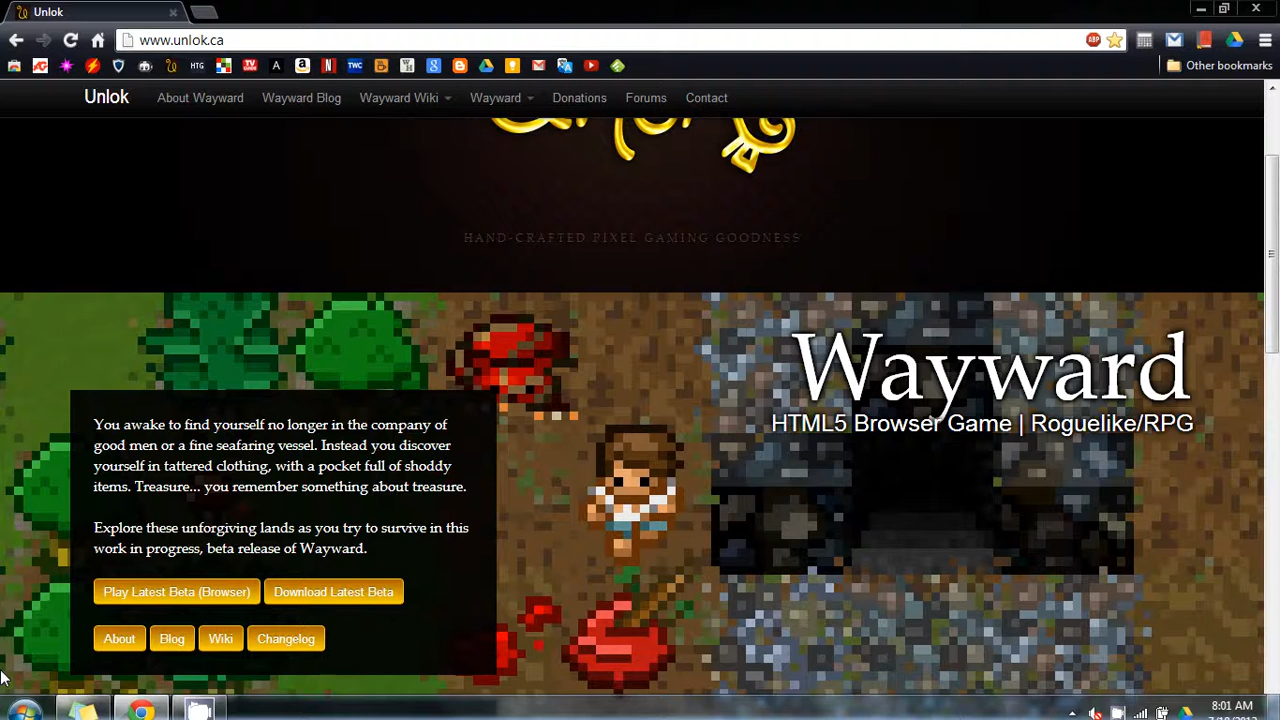 Unlok
www.unlok.ca
Other bookmarks
Unlok About Wayward Wayward Blog Wayward Wiki Wayward Donations Forums Contact
HAND-CRAFTED PIXEL GAMING GOODNESS
Wayward
HTML5 Browser Game | Roguelike/RPG
You awake to find yourself no longer in the company of
good men or a fine seafaring vessel. Instead you discover
yourself in tattered clothing, with a pocket full of shoddy
items. Treasure... you remember something about treasure.
Explore these unforgiving lands as you try to survive in this
work in progress, beta release of Wayward.
Play Latest Beta (Browser) Download Latest Beta
About Blog Wiki Changelog
8:01 AM